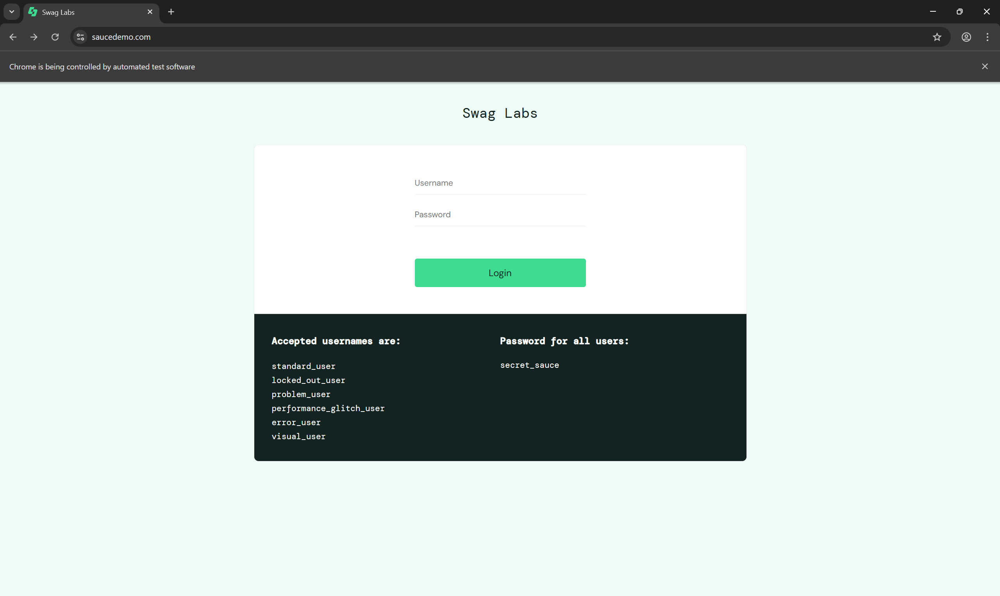 Swag Labs
saucedemo.com
Chrome is being controlled by automated test software
Swag Labs
Username
Password
Login
Accepted usernames are:
standard_user
locked_out_user
problem_user
performance_glitch_user
error_user
visual_user
Password for all users:
secret_sauce